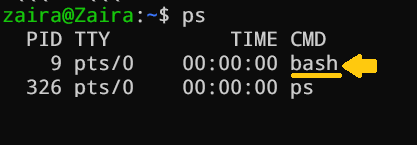 zaira@Zaira:~$ ps
  PID TTY          TIME CMD
    9 pts/0    00:00:00 bash
  326 pts/0    00:00:00 ps